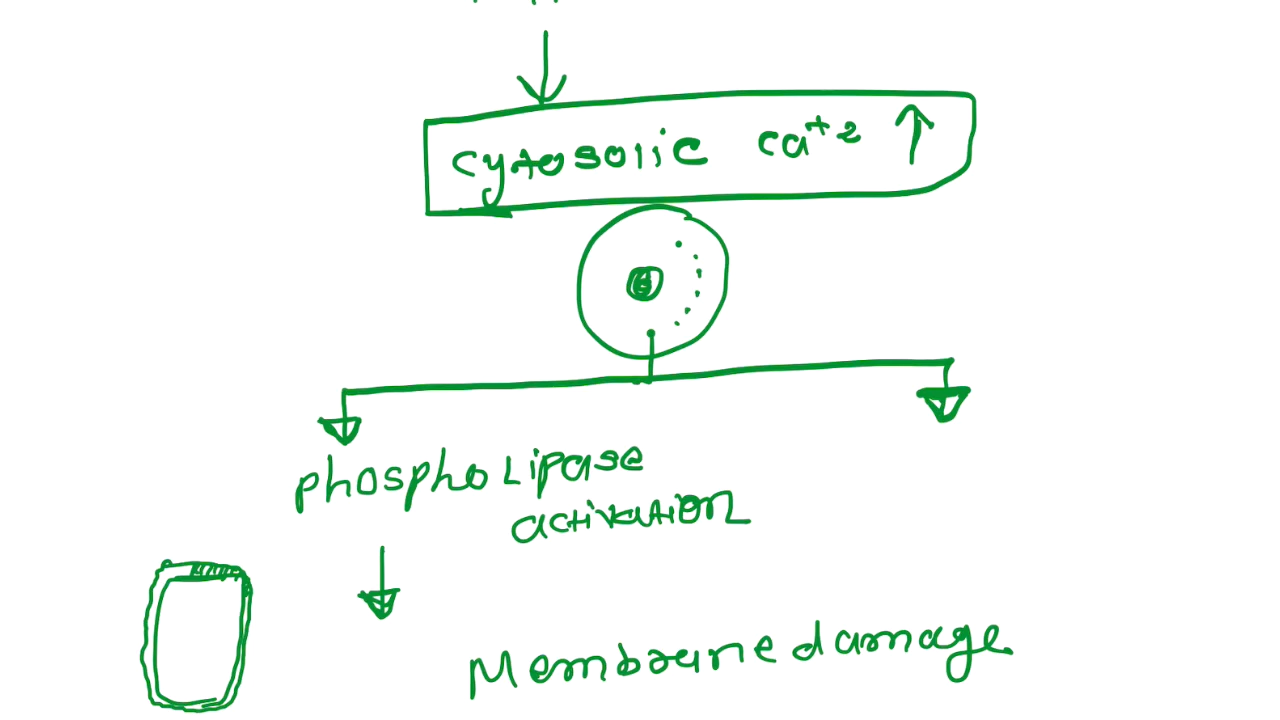 cytosolic ca+2 ↑
phospholipase
activation
Membrane damage